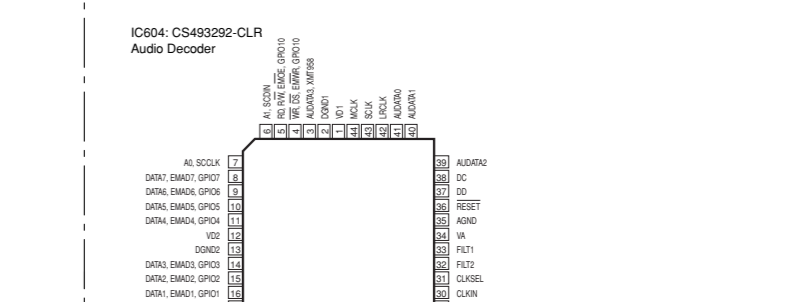 IC604: CS493292-CLR
Audio Decoder
A1, SCDIN
RD, R/W, EMOE, GPIO10
WR, DS, EMWR, GPIO10
AUDATA3, XMT958
DGND1
VD1
MCLK
SCLK
LRCLK
AUDATA0
AUDATA1
6 5 4 3 2 1 44 43 42 41 40
A0, SCCLK 7 39 AUDATA2
DATA7, EMAD7, GPIO7 8 38 DC
DATA6, EMAD6, GPIO6 9 37 DD
DATA5, EMAD5, GPIO5 10 36 RESET
DATA4, EMAD4, GPIO4 11 35 AGND
VD2 12 34 VA
DGND2 13 33 FILT1
DATA3, EMAD3, GPIO3 14 32 FILT2
DATA2, EMAD2, GPIO2 15 31 CLKSEL
DATA1, EMAD1, GPIO1 16 30 CLKIN